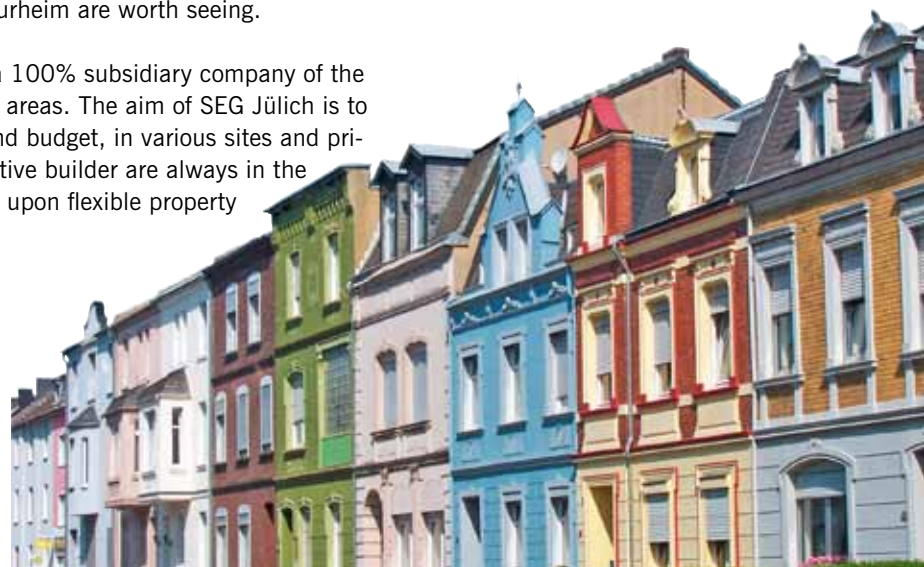 urheim are worth seeing.
100% subsidiary company of the
areas. The aim of SEG Jülich is to
nd budget, in various sites and pri-
tive builder are always in the
upon flexible property